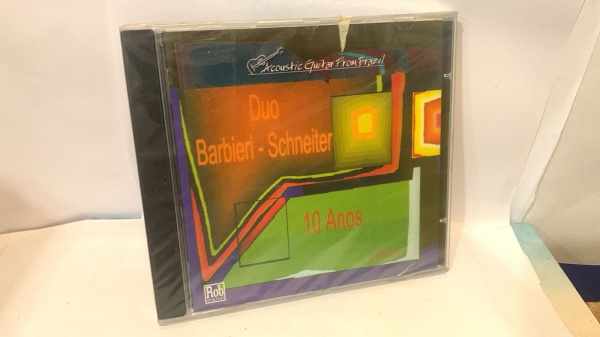 Acoustic Guitar From Brazil
Duo
Barbieri - Schneiter
10 Anos
Rob